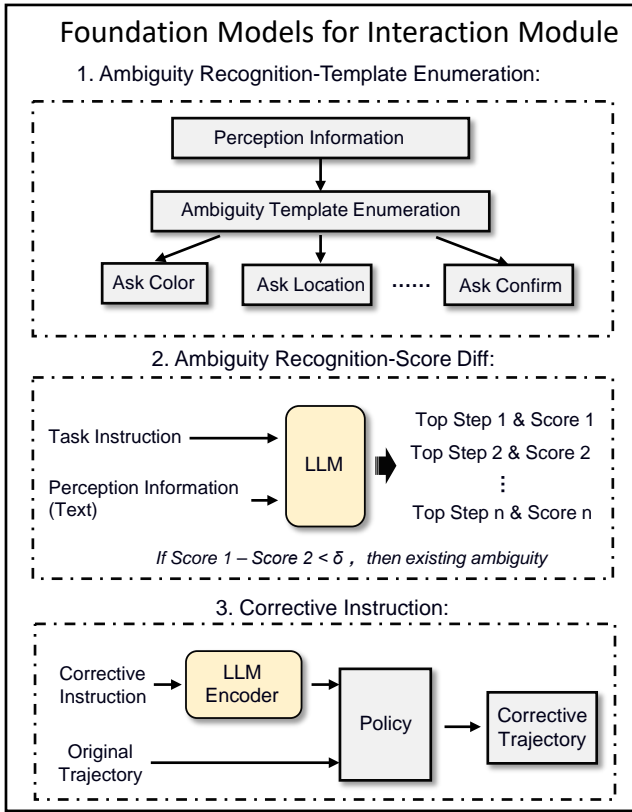 Foundation Models for Interaction Module
1. Ambiguity Recognition-Template Enumeration:
Perception Information
Ambiguity Template Enumeration
Ask Color
Ask Location
......
Ask Confirm
2. Ambiguity Recognition-Score Diff:
Task Instruction
Perception Information
(Text)
LLM
Top Step 1 & Score 1
Top Step 2 & Score 2
⋮
Top Step n & Score n
If Score 1 – Score 2 < δ ，then existing ambiguity
3. Corrective Instruction:
Corrective
Instruction
LLM
Encoder
Original
Trajectory
Policy
Corrective
Trajectory